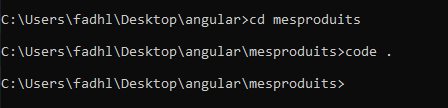 C:\Users\fadhl\Desktop\angular>cd mesproduits
C:\Users\fadhl\Desktop\angular\mesproduits>code .
C:\Users\fadhl\Desktop\angular\mesproduits>